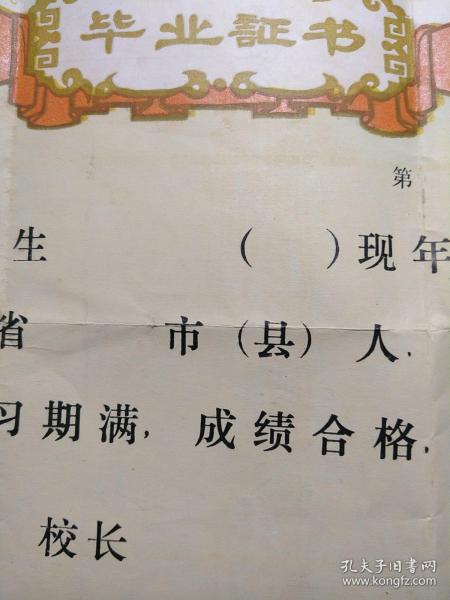 毕业証书
第
生 ( ) 现年
省 市(县) 人,
习期满, 成绩合格,
校长
孔夫子旧书网
www.kongfz.com